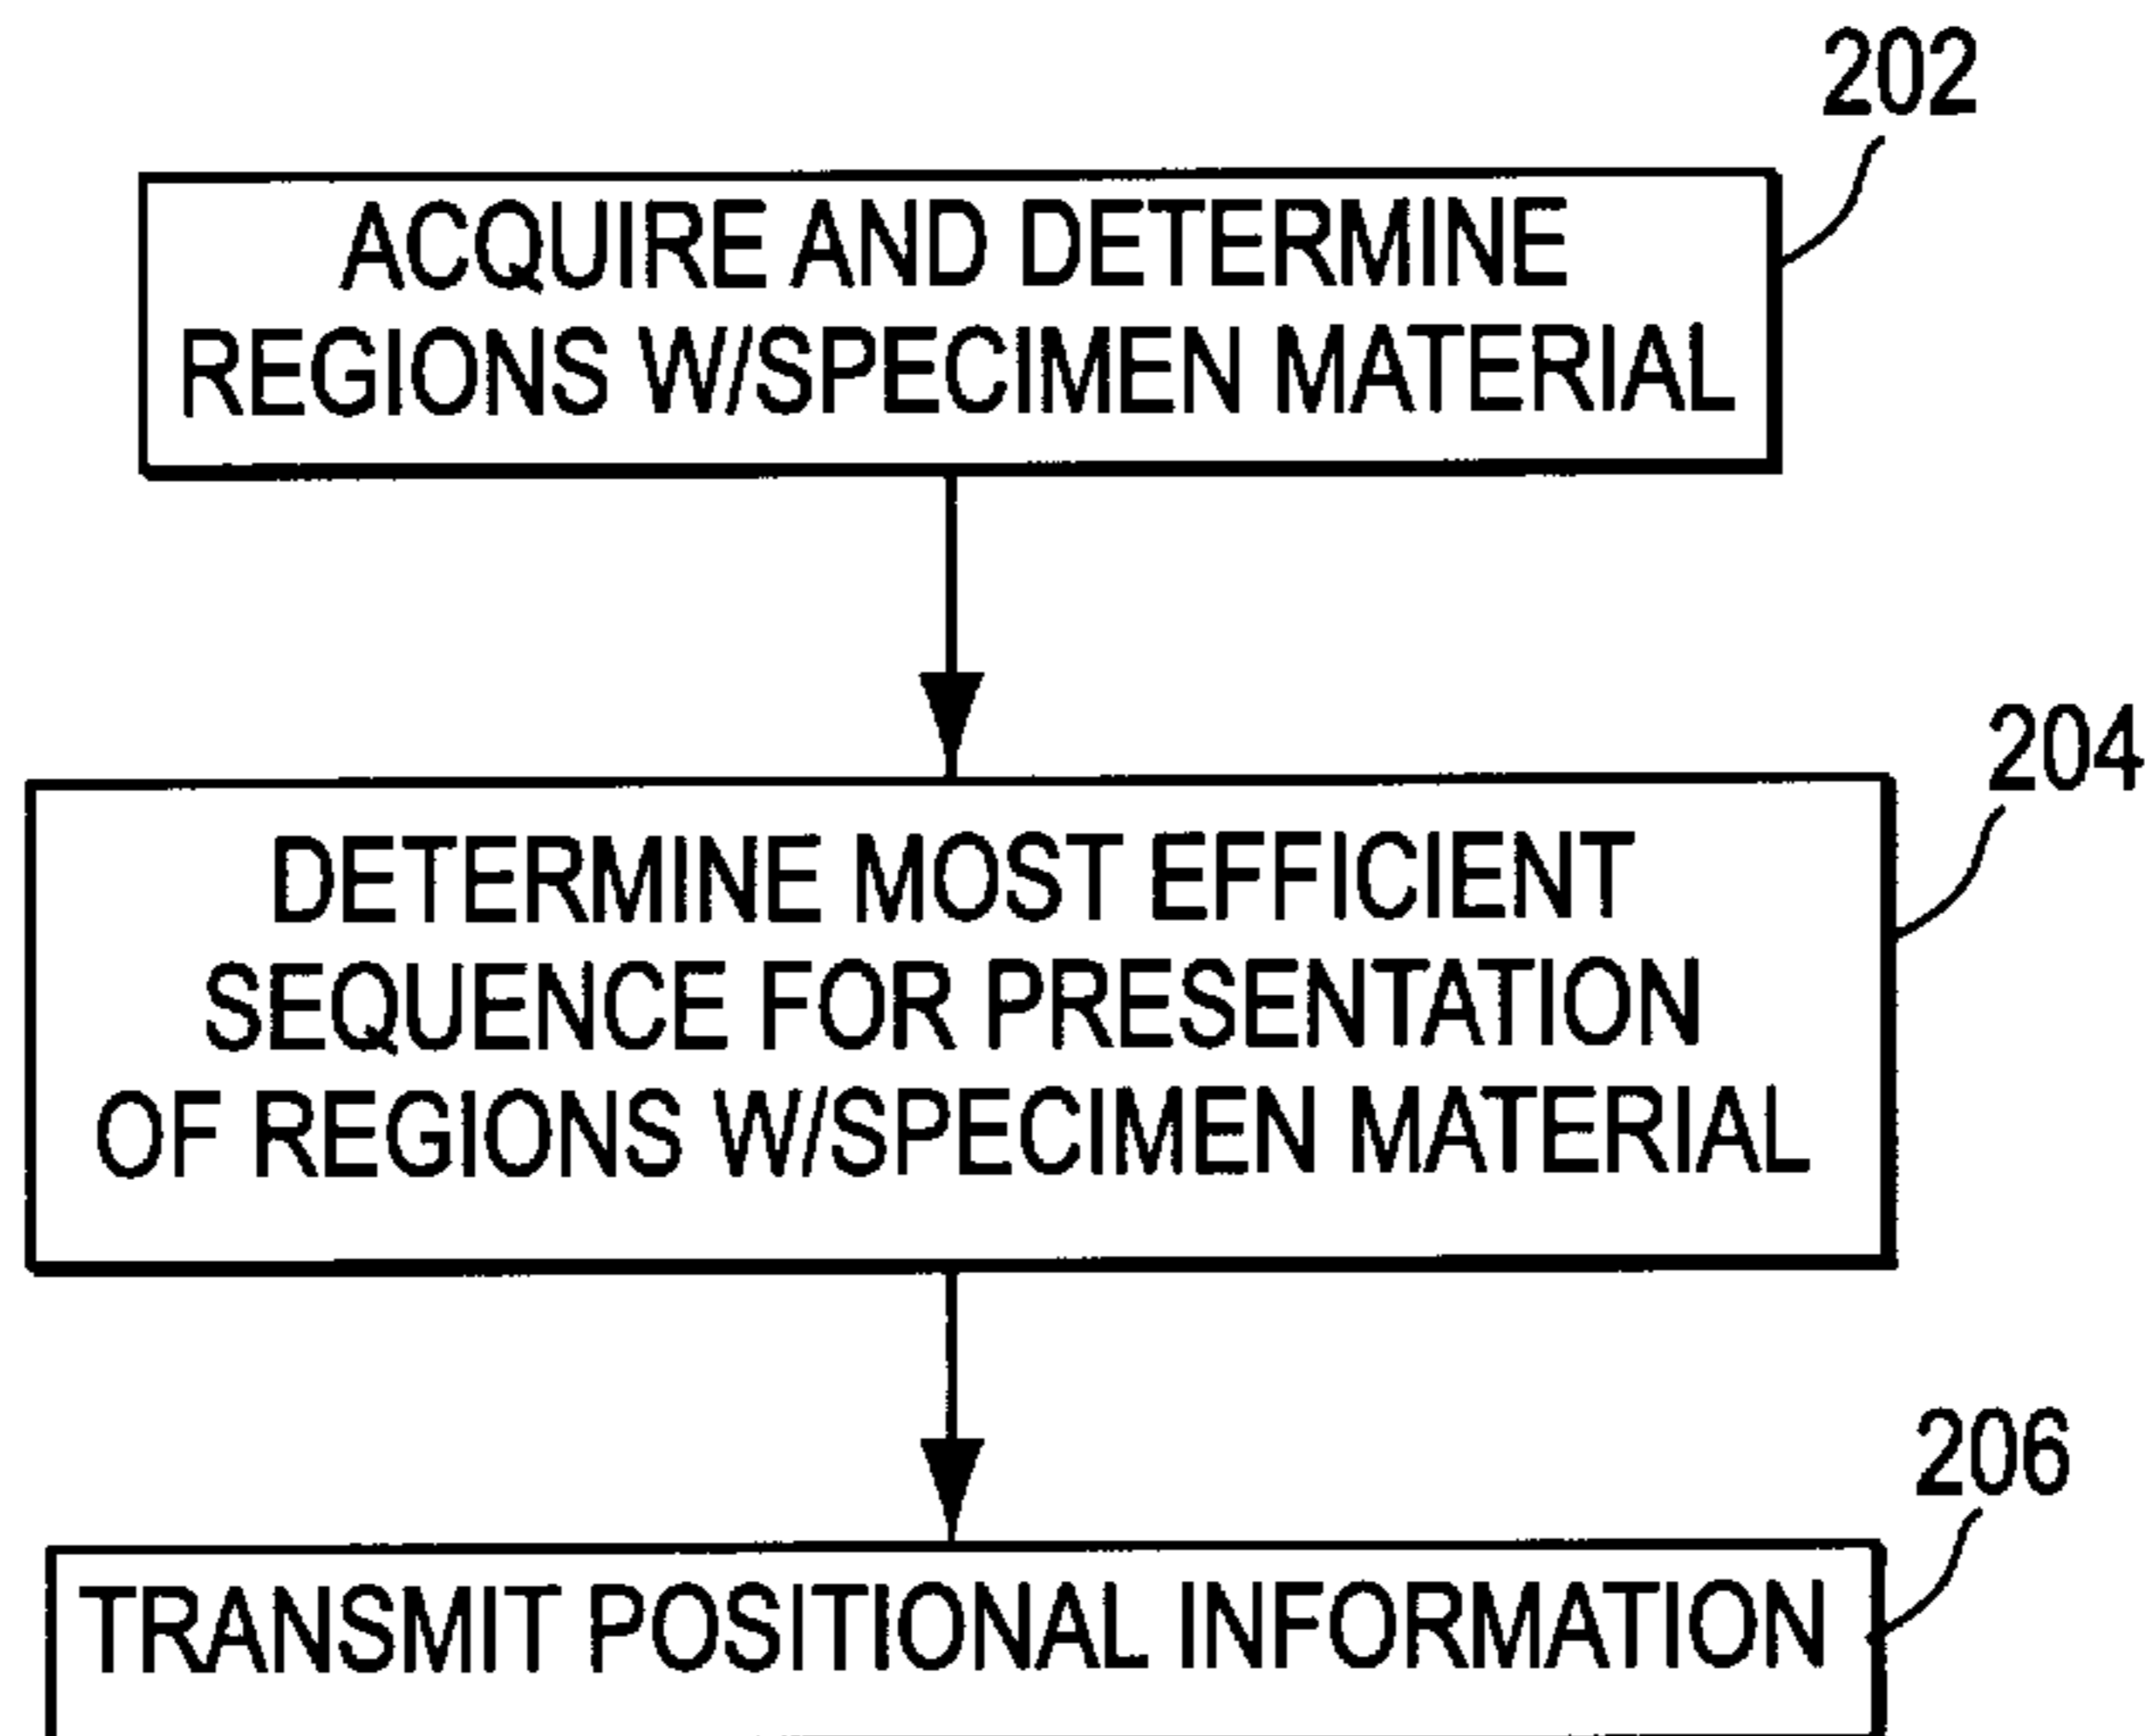 202
ACQUIRE AND DETERMINE
REGIONS W/SPECIMEN MATERIAL
204
DETERMINE MOST EFFICIENT
SEQUENCE FOR PRESENTATION
OF REGIONS W/SPECIMEN MATERIAL
206
TRANSMIT POSITIONAL INFORMATION